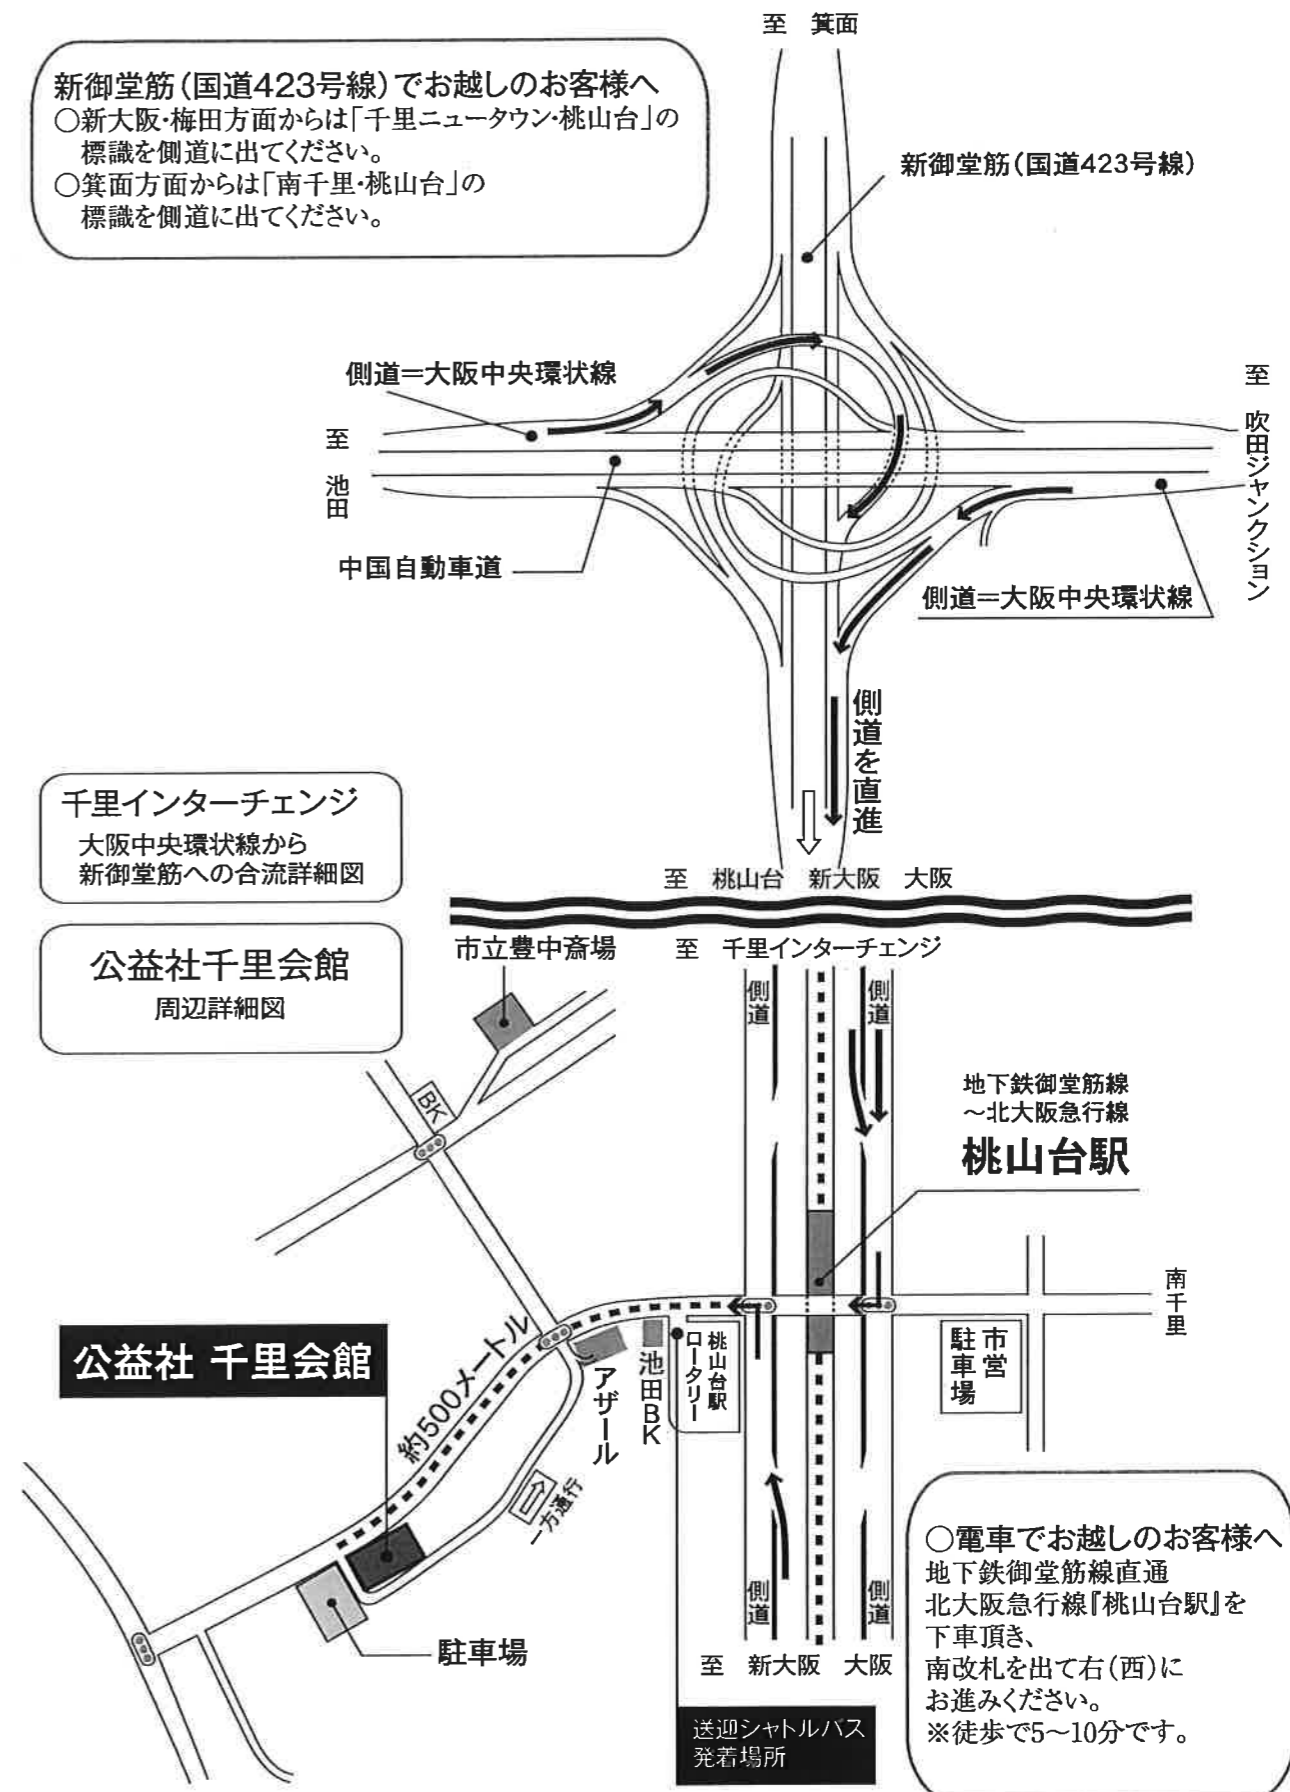 至　箕面
新御堂筋(国道423号線)でお越しのお客様へ
○新大阪・梅田方面からは「千里ニュータウン・桃山台」の
標識を側道に出てください。
○箕面方面からは「南千里・桃山台」の
標識を側道に出てください。
新御堂筋(国道423号線)
側道＝大阪中央環状線
至　池田
至　吹田ジャンクション
中国自動車道
側道＝大阪中央環状線
側道を直進
千里インターチェンジ
大阪中央環状線から
新御堂筋への合流詳細図
至　桃山台　新大阪　大阪
公益社千里会館
周辺詳細図
市立豊中斎場
至　千里インターチェンジ
側道
側道
BK
地下鉄御堂筋線
～北大阪急行線
桃山台駅
南千里
市営
駐車場
公益社 千里会館
約500メートル
アザール
池田BK
桃山台駅
ロータリー
一方通行
駐車場
側道
側道
至　新大阪　大阪
送迎シャトルバス
発着場所
○電車でお越しのお客様へ
地下鉄御堂筋線直通
北大阪急行線『桃山台駅』を
下車頂き、
南改札を出て右(西)に
お進みください。
※徒歩で5～10分です。